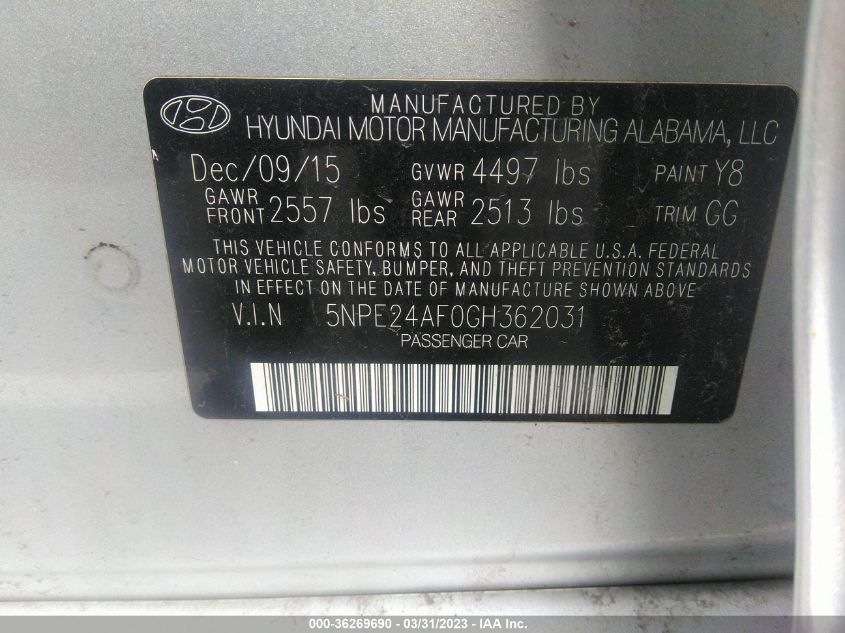 MANUFACTURED BY
HYUNDAI MOTOR MANUFACTURING ALABAMA, LLC
Dec/09/15 GVWR 4497 lbs PAINT Y8
GAWR FRONT 2557 lbs GAWR REAR 2513 lbs TRIM GG
THIS VEHICLE CONFORMS TO ALL APPLICABLE U.S.A. FEDERAL
MOTOR VEHICLE SAFETY, BUMPER, AND THEFT PREVENTION STANDARDS
IN EFFECT ON THE DATE OF MANUFACTURE SHOWN ABOVE.
V.I.N 5NPE24AF0GH362031
PASSENGER CAR
000-36269690 - 03/31/2023 - IAA Inc.